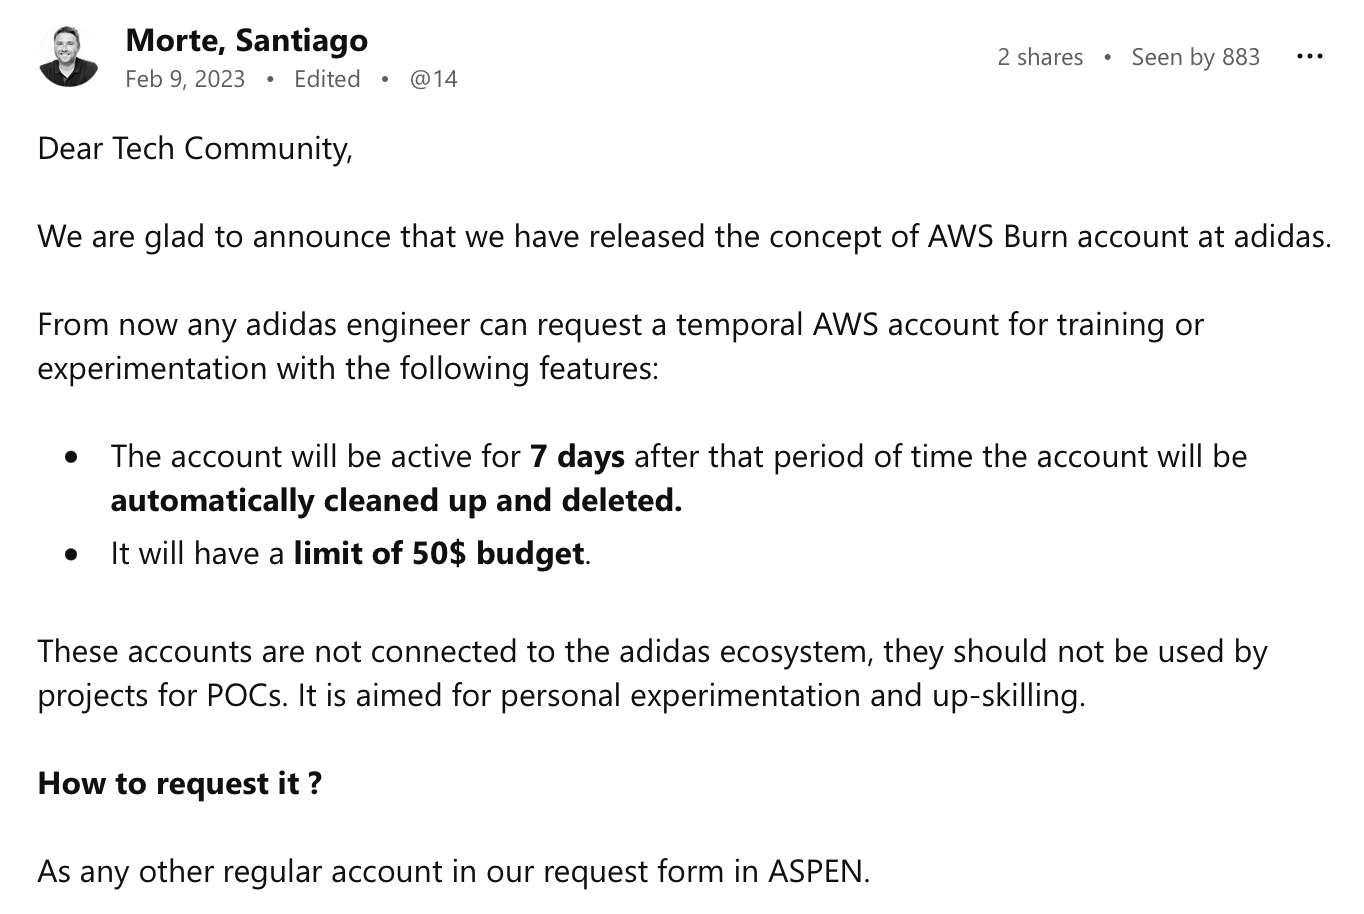 Morte, Santiago
Feb 9, 2023 • Edited • @14
2 shares • Seen by 883 •••
Dear Tech Community,
We are glad to announce that we have released the concept of AWS Burn account at adidas.
From now any adidas engineer can request a temporal AWS account for training or
experimentation with the following features:
• The account will be active for 7 days after that period of time the account will be
automatically cleaned up and deleted.
• It will have a limit of 50$ budget.
These accounts are not connected to the adidas ecosystem, they should not be used by
projects for POCs. It is aimed for personal experimentation and up-skilling.
How to request it ?
As any other regular account in our request form in ASPEN.